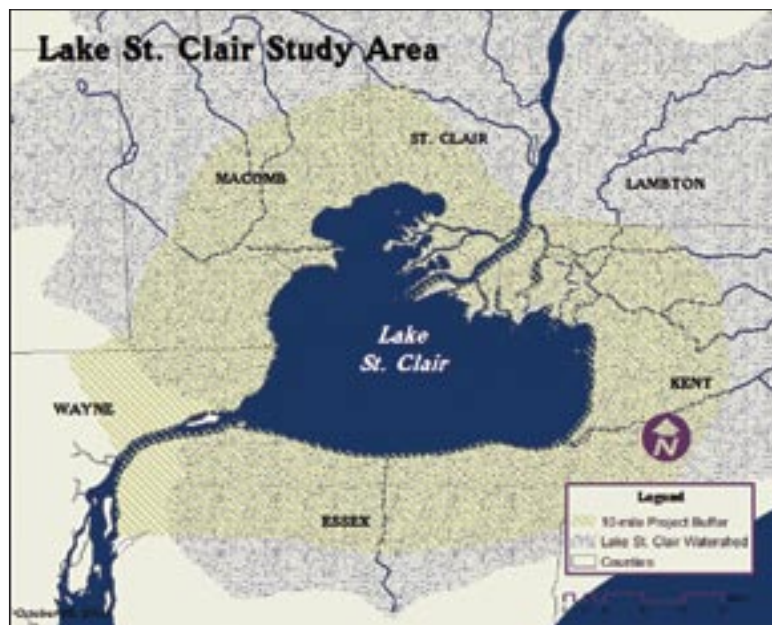 Lake St. Clair Study Area
ST. CLAIR
MACOMB
LAMBTON
Lake
St. Clair
KENT
WAYNE
N
ESSEX
Legend
10-mile Project Buffer
Lake St. Clair Watershed
Counties
October